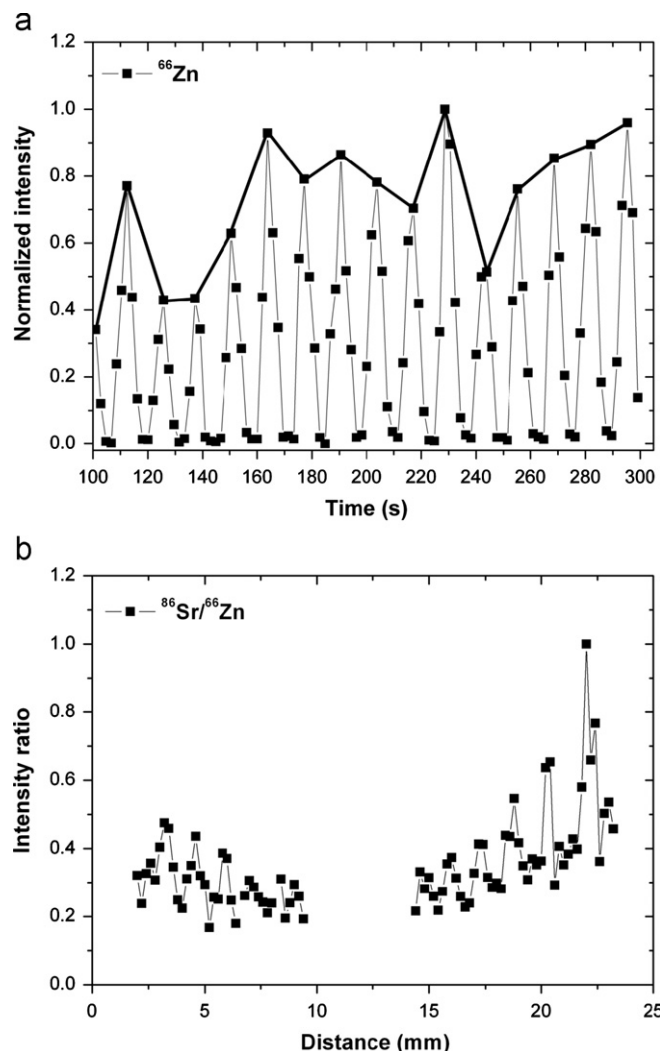 a
1.2
⁶⁶Zn
1.0
0.8
0.6
0.4
0.2
0.0
Normalized intensity
100 120 140 160 180 200 220 240 260 280 300
Time (s)
b
1.2
⁸⁶Sr/⁶⁶Zn
1.0
0.8
0.6
0.4
0.2
0.0
Intensity ratio
0 5 10 15 20 25
Distance (mm)